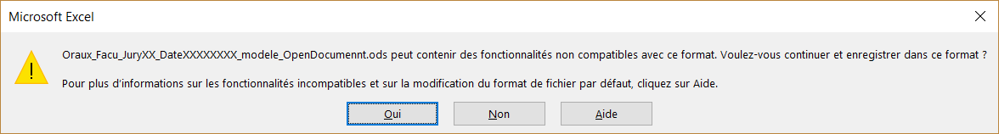 Microsoft Excel
Oraux_Facu_JuryXX_DateXXXXXXXX_modele_OpenDocumennt.ods peut contenir des fonctionnalités non compatibles avec ce format. Voulez-vous continuer et enregistrer dans ce format ?
Pour plus d'informations sur les fonctionnalités incompatibles et sur la modification du format de fichier par défaut, cliquez sur Aide.
Oui Non Aide